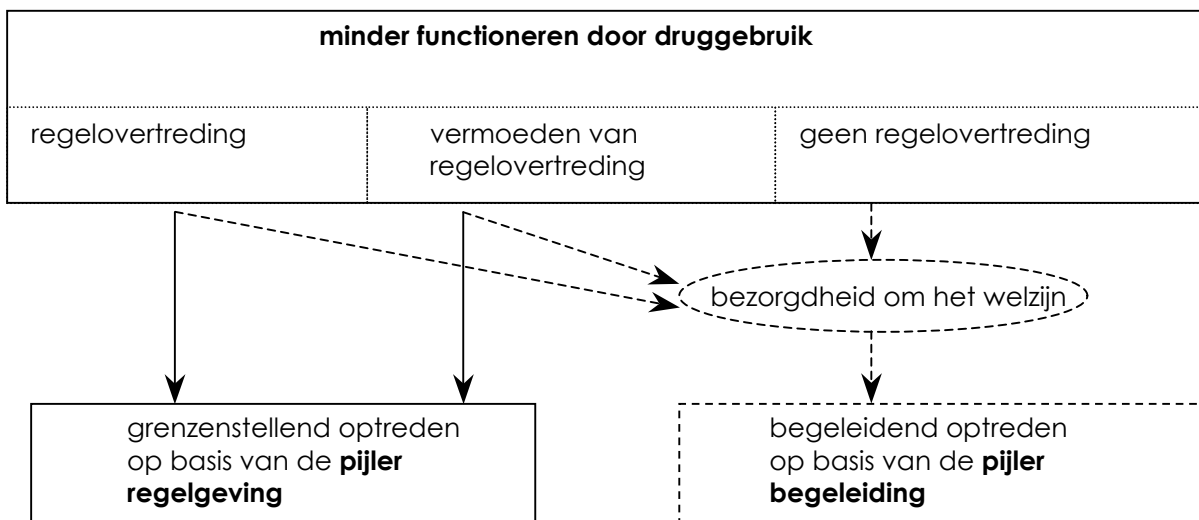 minder functioneren door druggebruik
regelovertreding
vermoeden van
regelovertreding
geen regelovertreding
bezorgdheid om het welzijn
grenzenstellend optreden
op basis van de pijler
regelgeving
begeleidend optreden
op basis van de pijler
begeleiding